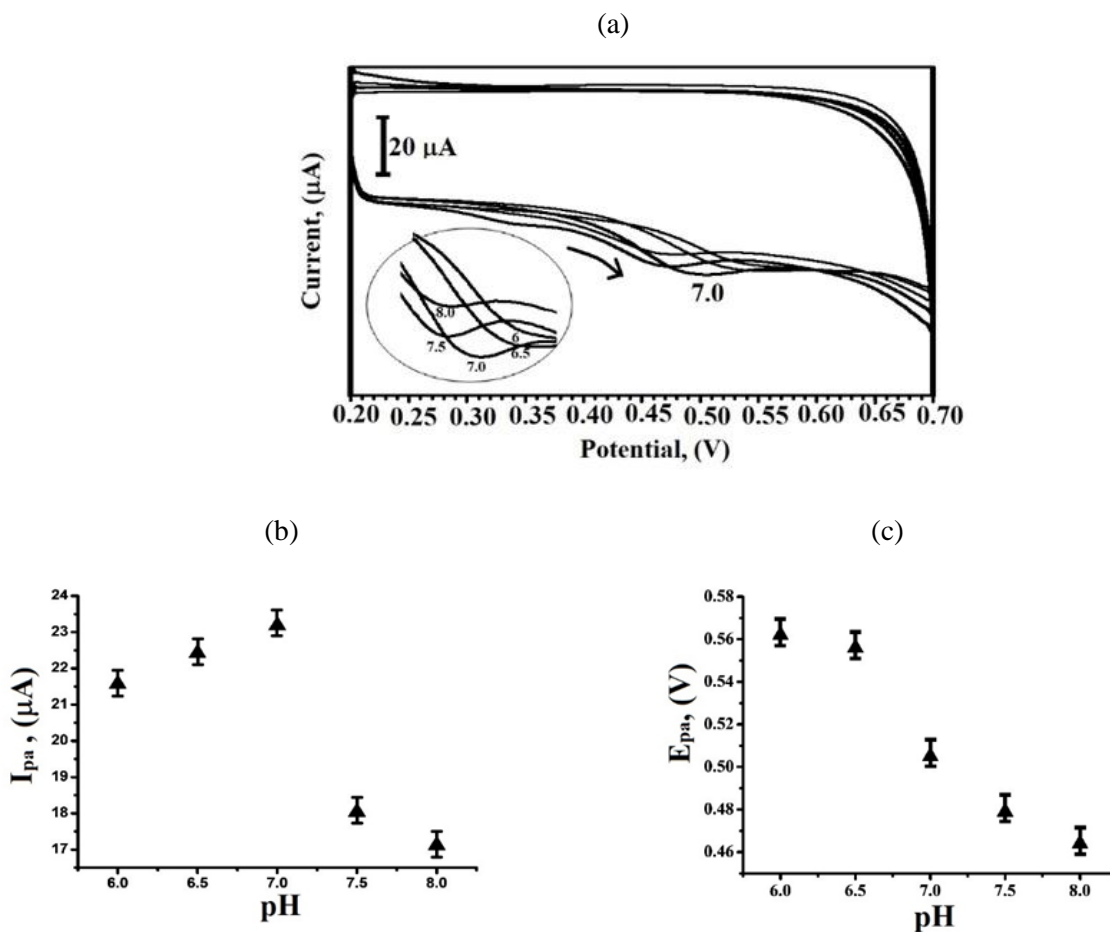 (a)
20 µA
Current, (µA)
7.0
8.0
7.5
7.0
6
6.5
0.20 0.25 0.30 0.35 0.40 0.45 0.50 0.55 0.60 0.65 0.70
Potential, (V)
(b)
24
23
22
21
20
19
18
17
I_pa , (µA)
6.0 6.5 7.0 7.5 8.0
pH
(c)
0.58
0.56
0.54
0.52
0.50
0.48
0.46
E_pa, (V)
6.0 6.5 7.0 7.5 8.0
pH